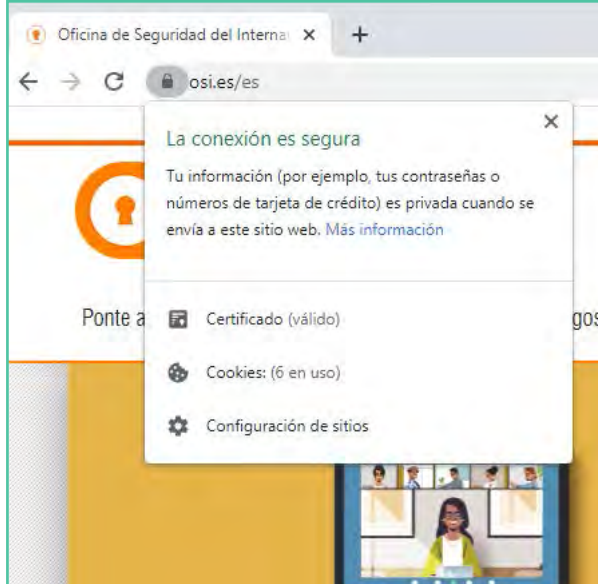 Oficina de Seguridad del Interna
osi.es/es
La conexión es segura
Tu información (por ejemplo, tus contraseñas o
números de tarjeta de crédito) es privada cuando se
envía a este sitio web. Más información
Ponte a
gos
Certificado (válido)
Cookies: (6 en uso)
Configuración de sitios